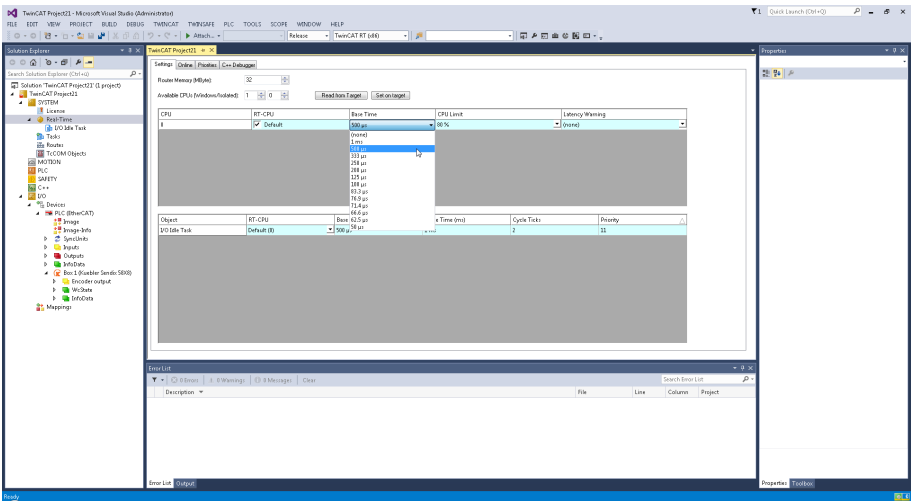 TwinCAT Project21 - Microsoft Visual Studio (Administrator)
1 Quick Launch (Ctrl+Q)
FILE EDIT VIEW PROJECT BUILD DEBUG TWINCAT TWINSAFE PLC TOOLS SCOPE WINDOW HELP
Attach... Release TwinCAT RT (x86)
Solution Explorer
Search Solution Explorer (Ctrl+ü)
Solution 'TwinCAT Project21' (1 project)
TwinCAT Project21
SYSTEM
License
Real-Time
I/O Idle Task
Tasks
Routes
TcCOM Objects
MOTION
PLC
SAFETY
C++
I/O
Devices
PLC (EtherCAT)
Image
Image-Info
SyncUnits
Inputs
Outputs
InfoData
Box 1 (Kuebler Sendix 58X8)
Encoder output
WcState
InfoData
Mappings
TwinCAT Project21
Settings Online Priorities C++ Debugger
Router Memory (MByte): 32
Available CPUs (Windows/Isolated): 1 0 Read from Target Set on target
CPU RT-CPU Base Time CPU Limit Latency Warning
0 Default 500 µs 80 % (none)
(none)
1 ms
500 µs
333 µs
250 µs
200 µs
125 µs
100 µs
83.3 µs
76.9 µs
71.4 µs
66.6 µs
62.5 µs
50 µs
Object RT-CPU Base e Time (ms) Cycle Ticks Priority
I/O Idle Task Default (0) 500 µs 2 11
Error List
0 Errors 0 Warnings 0 Messages Clear Search Error List
Description File Line Column Project
Error List Output
Properties
Properties Toolbox
Ready